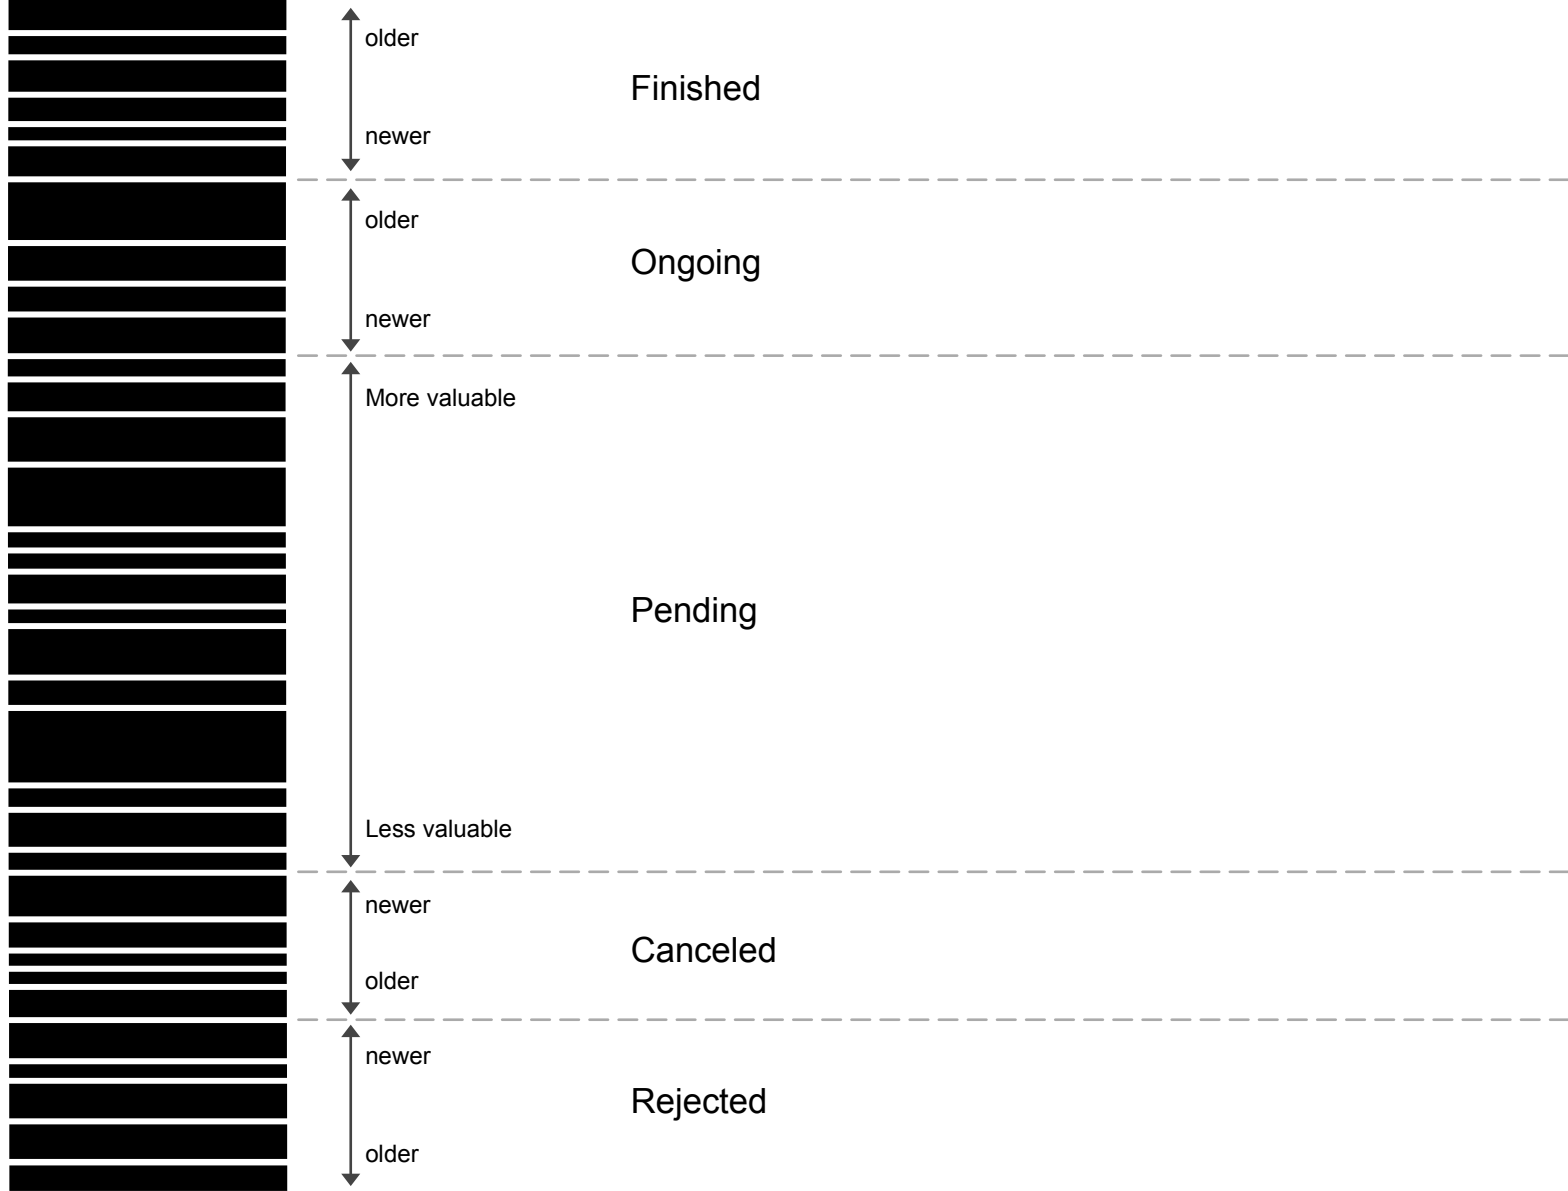 older
Finished
newer
older
Ongoing
newer
More valuable
Pending
Less valuable
newer
Canceled
older
newer
Rejected
older